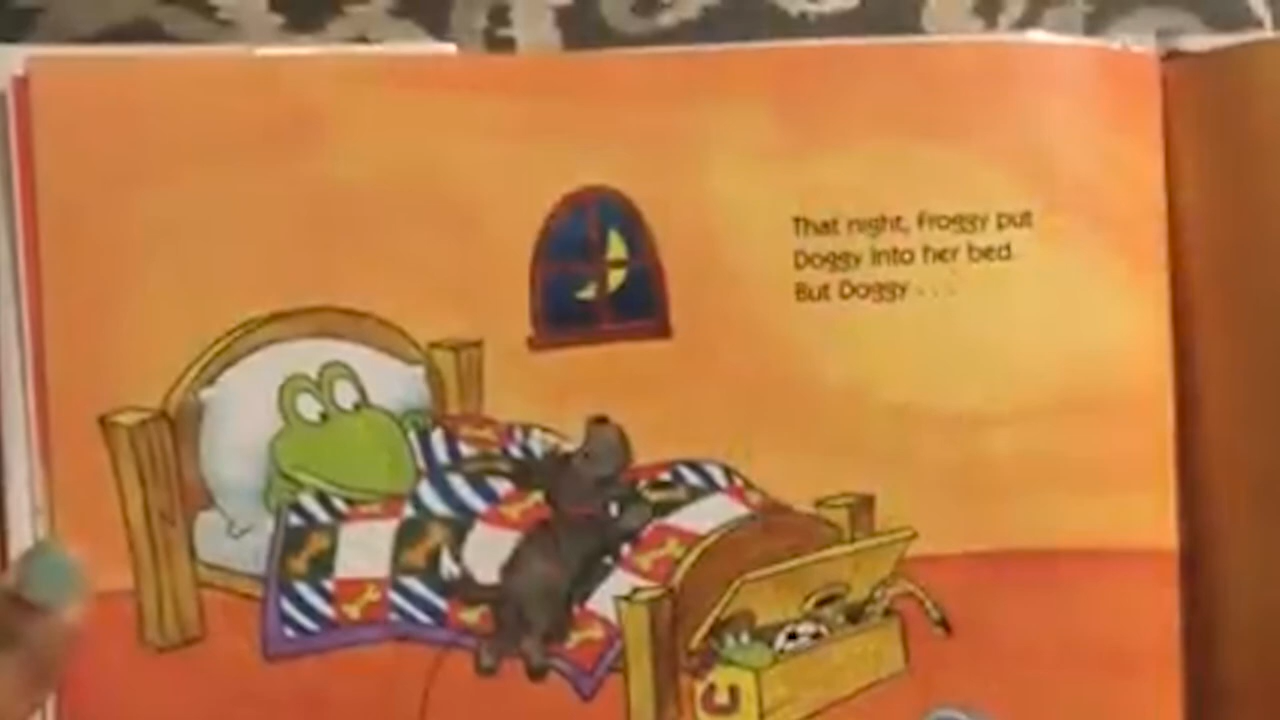 That night, Froggy put
Doggy into her bed.
But Doggy . . .